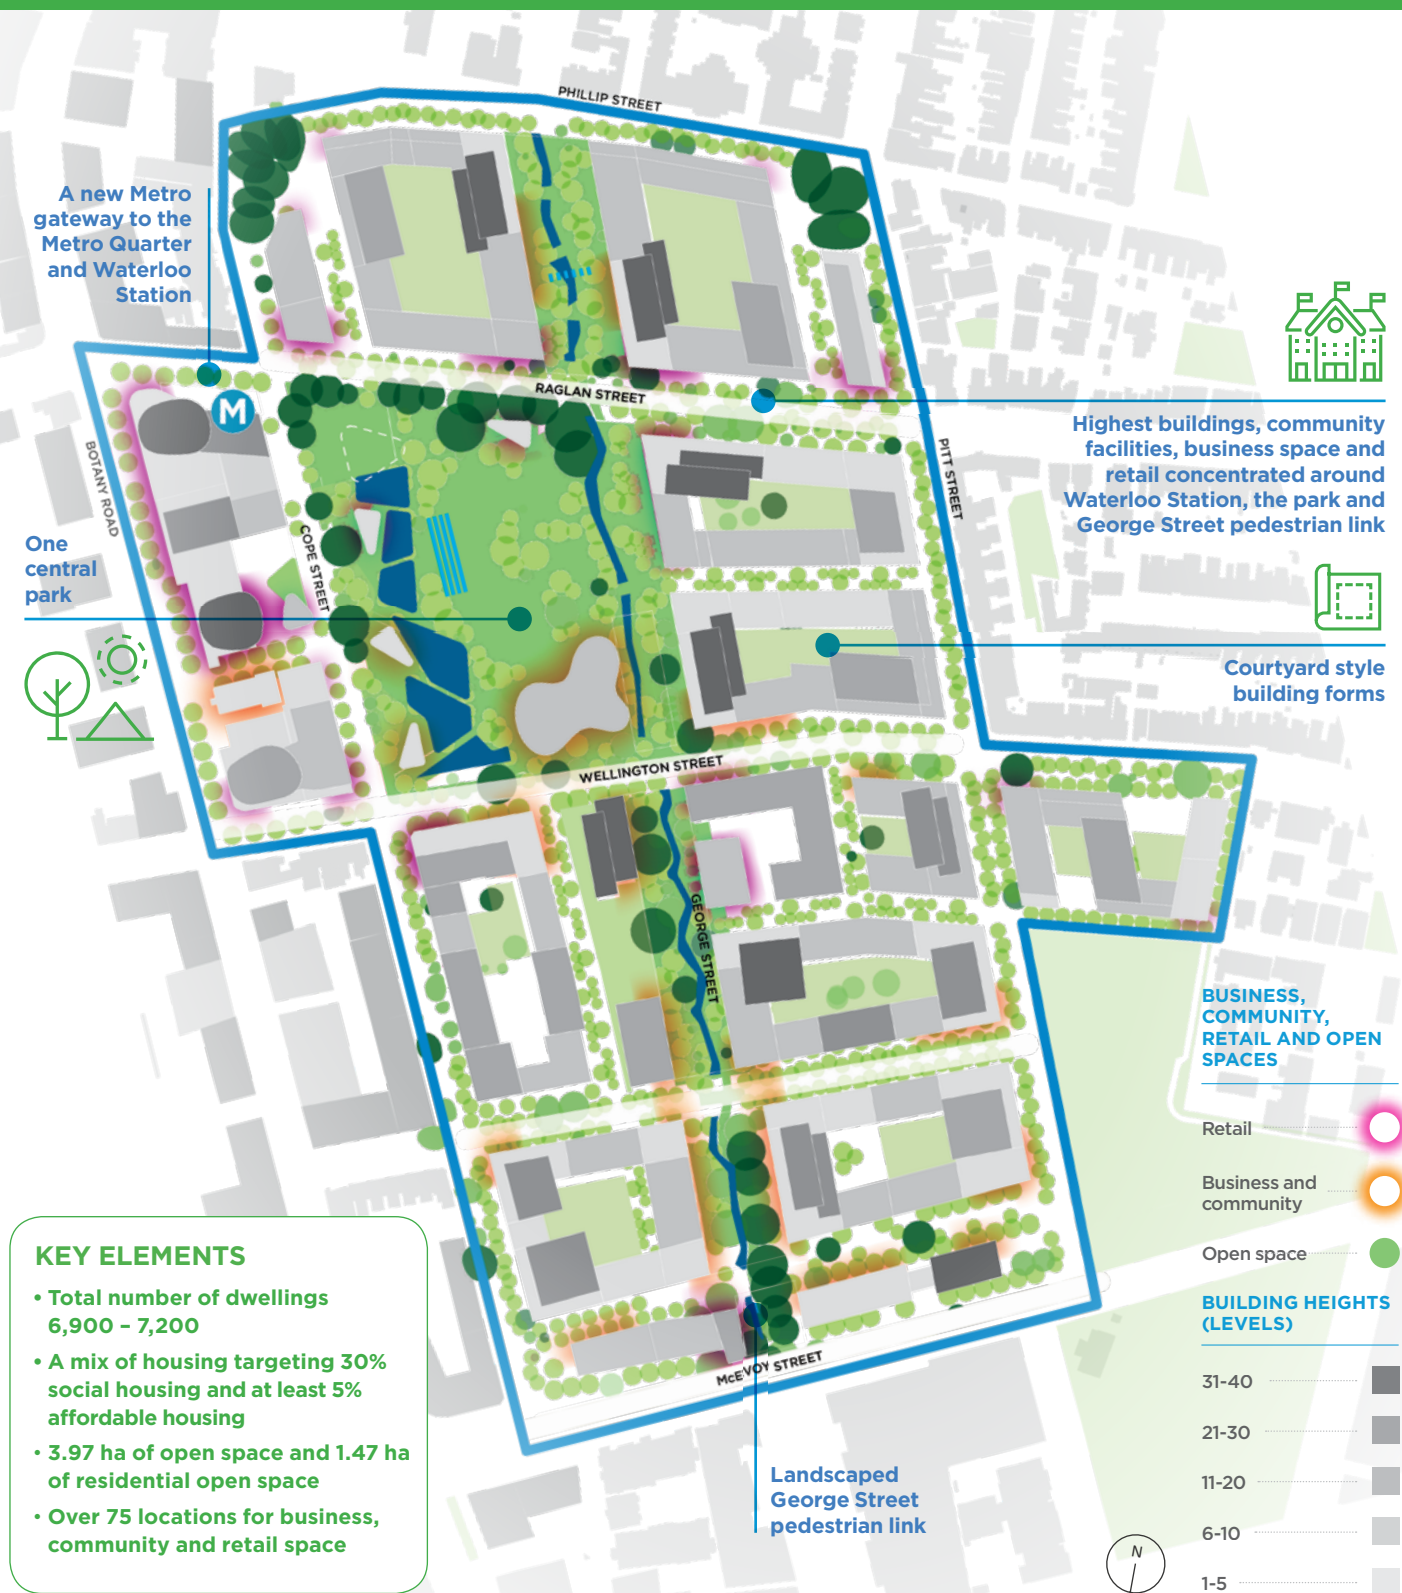 PHILLIP STREET
A new Metro
gateway to the
Metro Quarter
and Waterloo
Station
M
RAGLAN STREET
BOTANY ROAD
COPE STREET
PITT STREET
Highest buildings, community
facilities, business space and
retail concentrated around
Waterloo Station, the park and
George Street pedestrian link
One
central
park
Courtyard style
building forms
WELLINGTON STREET
GEORGE STREET
McEVOY STREET
Landscaped
George Street
pedestrian link
KEY ELEMENTS
• Total number of dwellings
6,900 – 7,200
• A mix of housing targeting 30%
social housing and at least 5%
affordable housing
• 3.97 ha of open space and 1.47 ha
of residential open space
• Over 75 locations for business,
community and retail space
BUSINESS,
COMMUNITY,
RETAIL AND OPEN
SPACES
Retail
Business and
community
Open space
BUILDING HEIGHTS
(LEVELS)
31-40
21-30
11-20
6-10
1-5
N